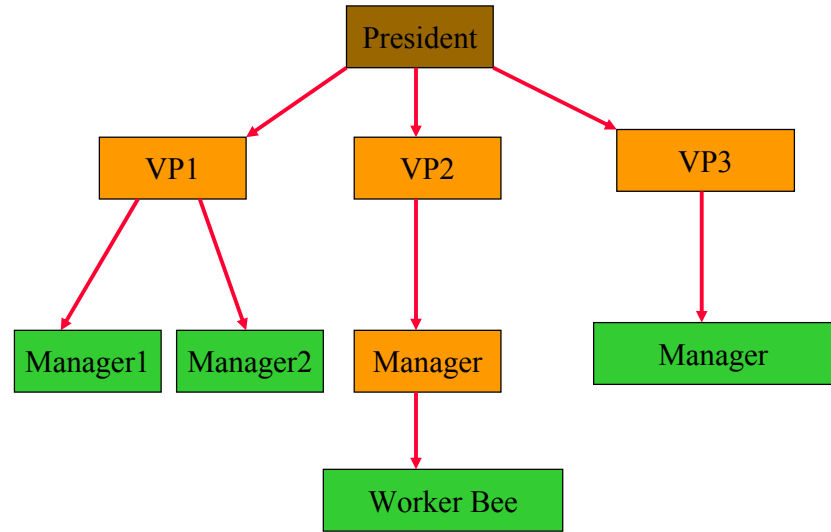 President
VP1
VP2
VP3
Manager1
Manager2
Manager
Manager
Worker Bee